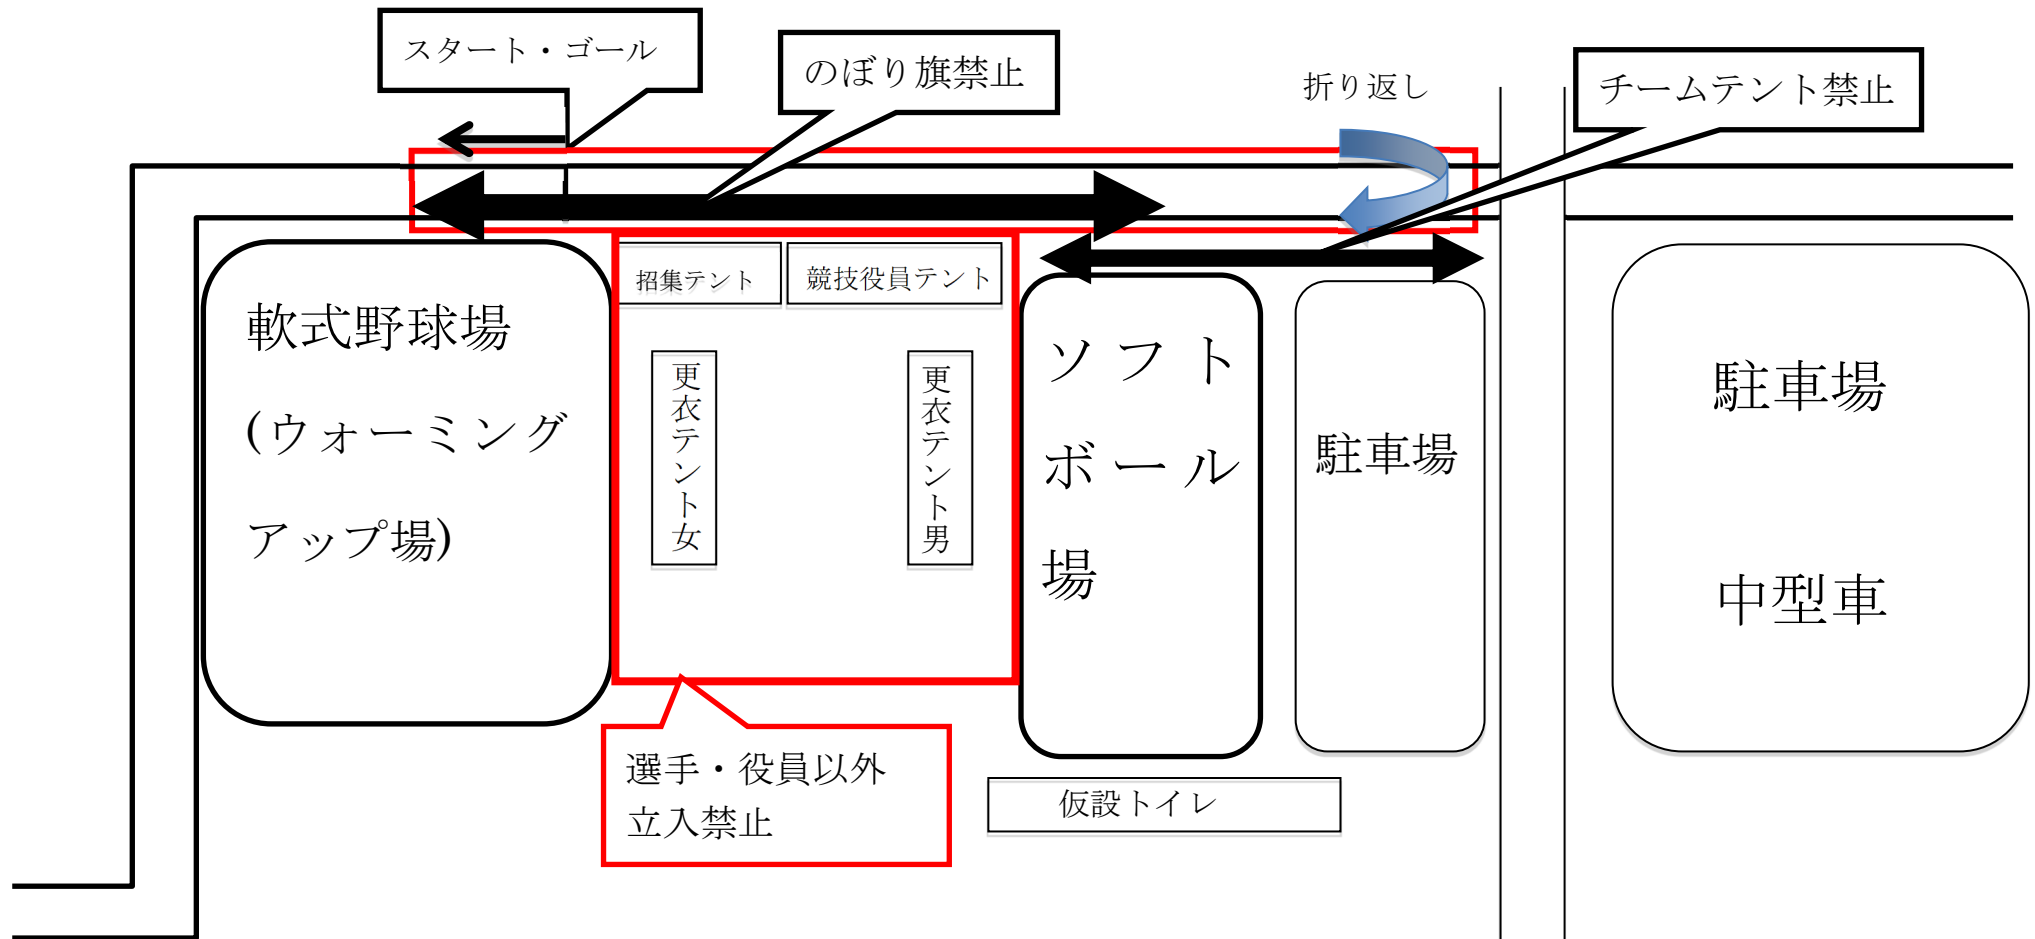 スタート・ゴール
のぼり旗禁止
折り返し
チームテント禁止
招集テント
競技役員テント
軟式野球場
(ウォーミング
アップ場)
更衣テント女
更衣テント男
ソフト
ボール
場
駐車場
駐車場
中型車
選手・役員以外
立入禁止
仮設トイレ